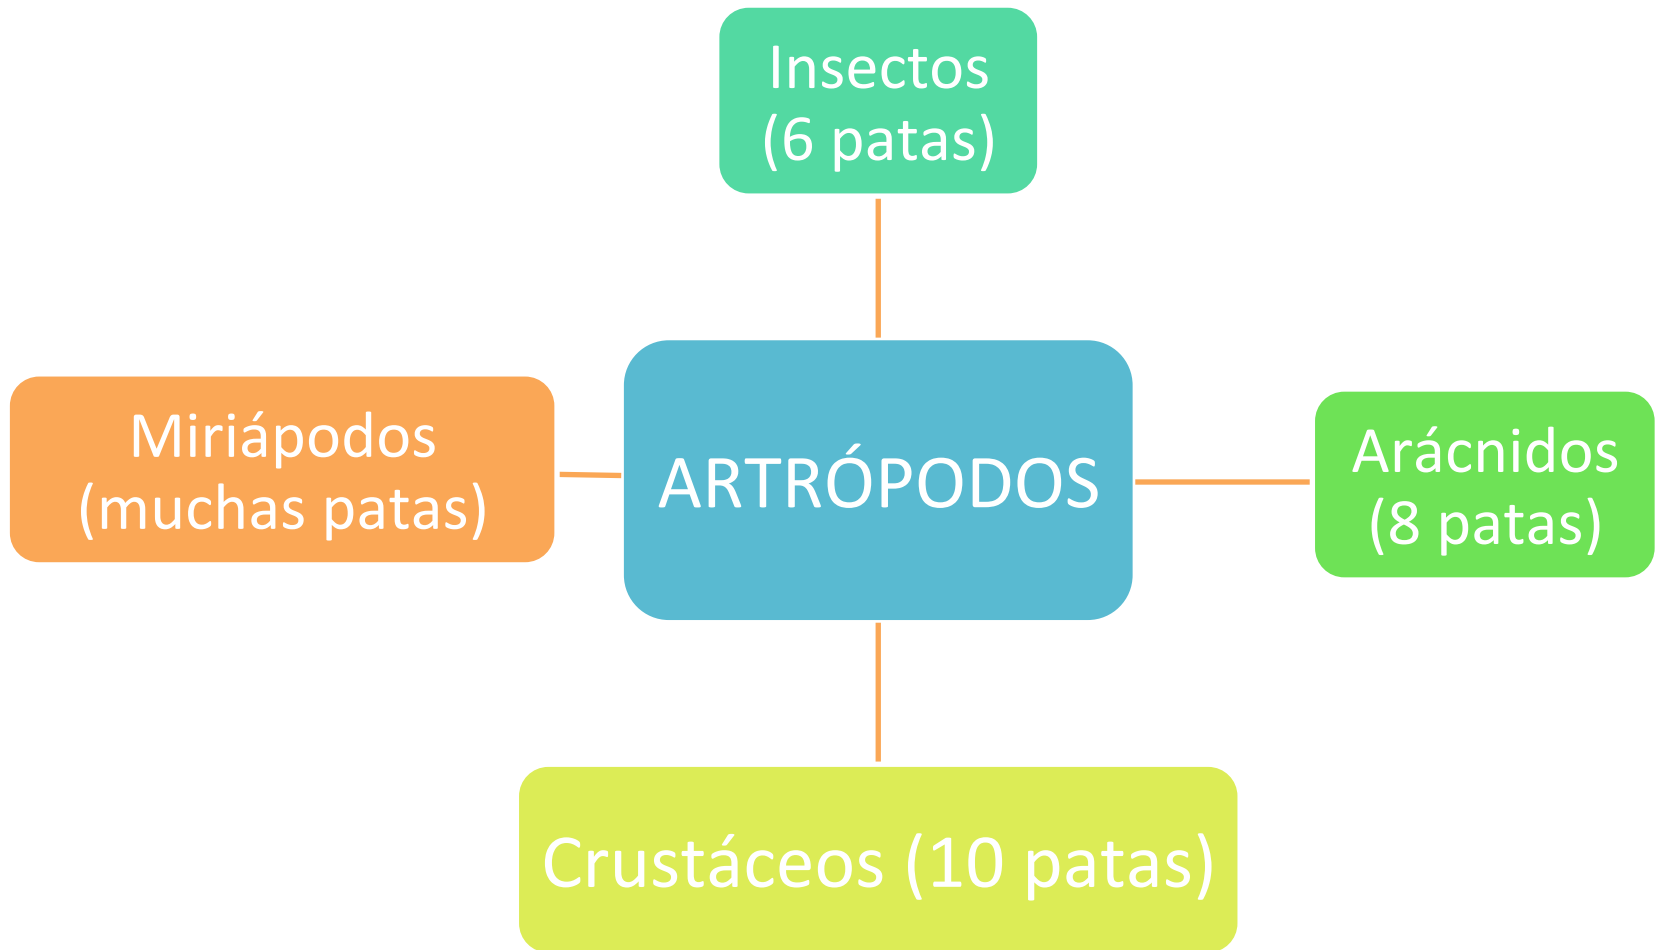 Insectos
(6 patas)
Miriápodos
(muchas patas)
ARTRÓPODOS
Arácnidos
(8 patas)
Crustáceos (10 patas)